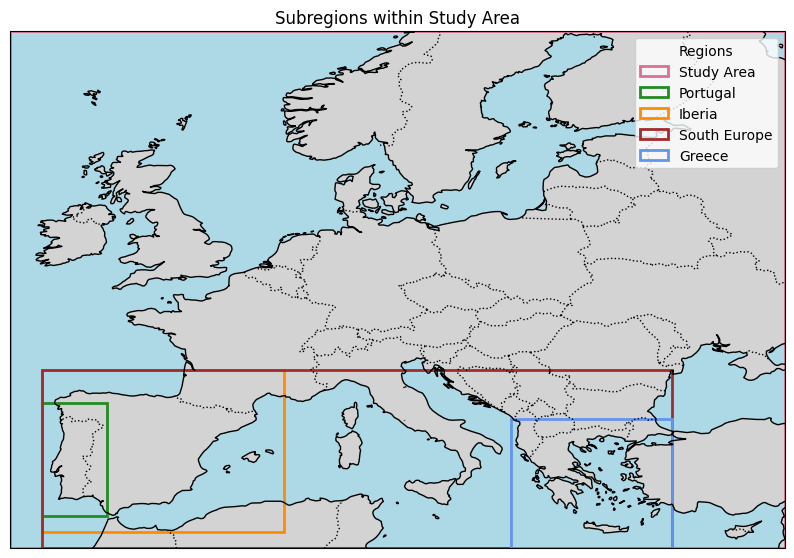 Subregions within Study Area
Regions
Study Area
Portugal
Iberia
South Europe
Greece